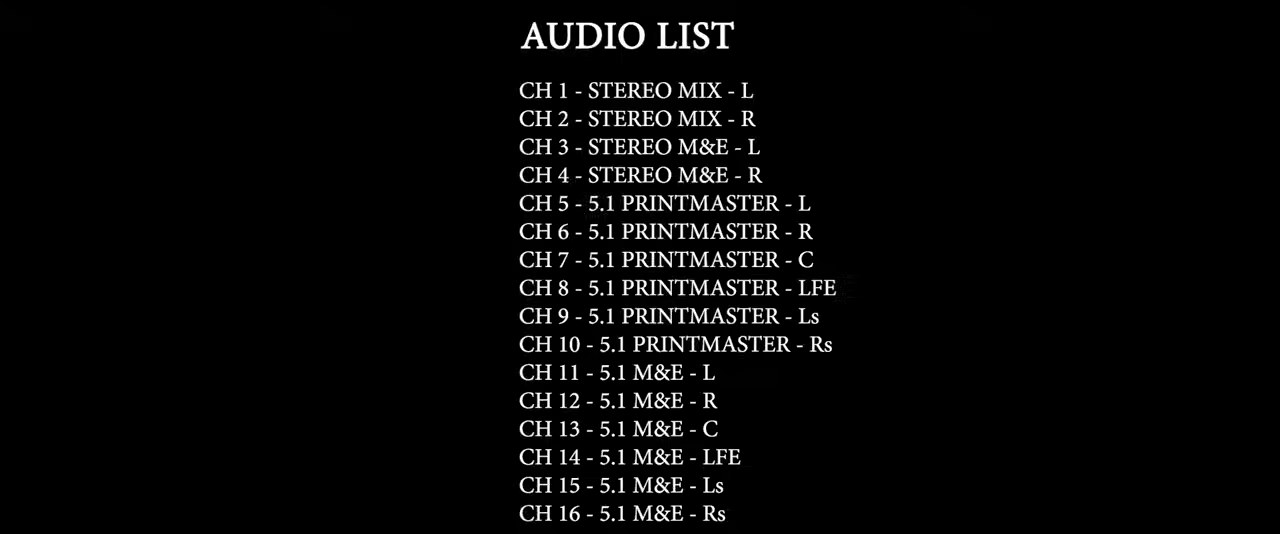 AUDIO LIST
CH 1 - STEREO MIX - L
CH 2 - STEREO MIX - R
CH 3 - STEREO M&E - L
CH 4 - STEREO M&E - R
CH 5 - 5.1 PRINTMASTER - L
CH 6 - 5.1 PRINTMASTER - R
CH 7 - 5.1 PRINTMASTER - C
CH 8 - 5.1 PRINTMASTER - LFE
CH 9 - 5.1 PRINTMASTER - Ls
CH 10 - 5.1 PRINTMASTER - Rs
CH 11 - 5.1 M&E - L
CH 12 - 5.1 M&E - R
CH 13 - 5.1 M&E - C
CH 14 - 5.1 M&E - LFE
CH 15 - 5.1 M&E - Ls
CH 16 - 5.1 M&E - Rs